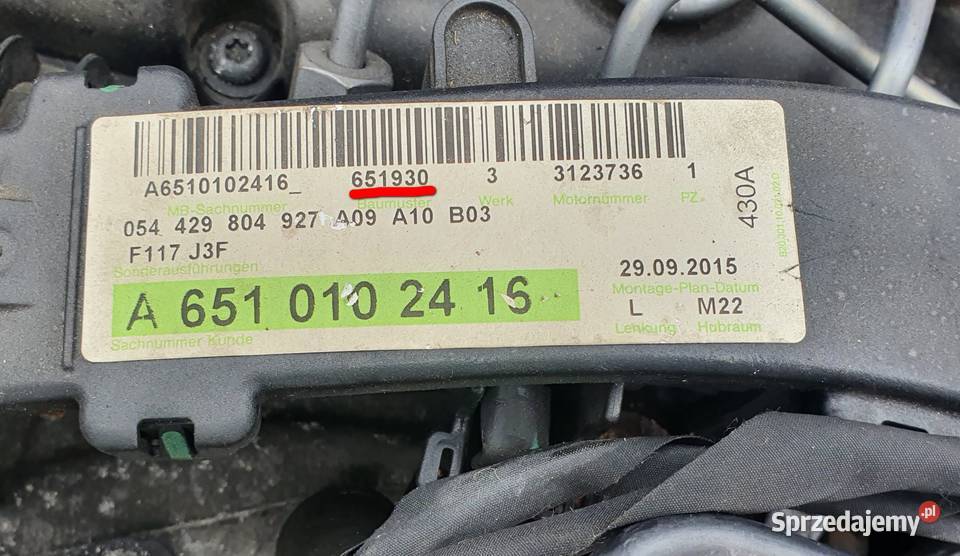 A6510102416_ 651930 3 3123736 1
MB-Sachnummer Baumuster Werk Motornummer PZ.
054 429 804 927 A09 A10 B03
F117 J3F
Sonderausführungen
A 651 010 24 16
Sachnummer Kunde
29.09.2015
Montage-Plan-Datum
L M22
Lenkung Hubraum
430A
Sprzedajemy.pl